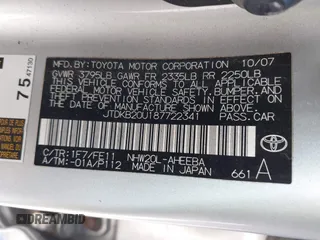 MFD. BY: TOYOTA MOTOR CORPORATION 10/07
GVWR 3795LB GAWR FR 2335LB RR 2250LB
THIS VEHICLE CONFORMS TO ALL APPLICABLE
FEDERAL MOTOR VEHICLE SAFETY, BUMPER, AND
THEFT PREVENTION STANDARDS IN EFFECT ON
THE DATE OF MANUFACTURE SHOWN ABOVE.
JTDKB20U187722341 PASS.CAR
C/TR:1F7/FE11 NHW20L-AHEEBA
A/TM:-01A/P112 MADE IN JAPAN 661 A
75 47130
DEALER